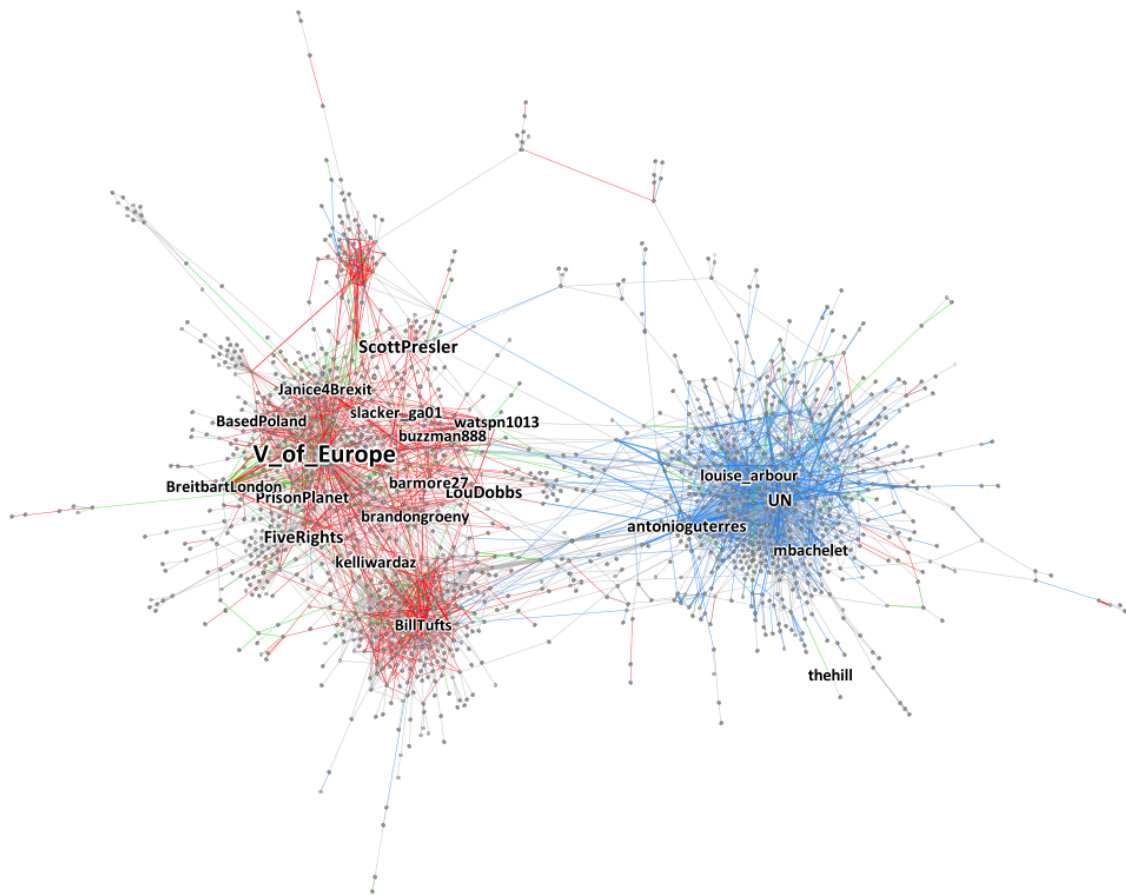 ScottPresler
Janice4Brexit
slacker_ga01
BasedPoland
watspn1013
buzzman888
V_of_Europe
louise_arbour
BreitbartLondon
barmore27
PrisonPlanet
LouDobbs
UN
brandongroeny
antonioguterres
FiveRights
mbachelet
kelliwardaz
BillTufts
thehill